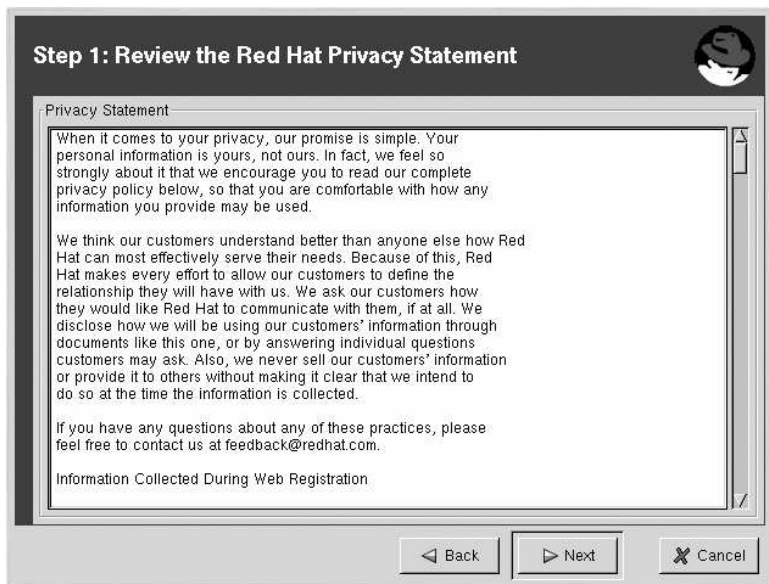 Step 1: Review the Red Hat Privacy Statement
Privacy Statement
When it comes to your privacy, our promise is simple. Your
personal information is yours, not ours. In fact, we feel so
strongly about it that we encourage you to read our complete
privacy policy below, so that you are comfortable with how any
information you provide may be used.
We think our customers understand better than anyone else how Red
Hat can most effectively serve their needs. Because of this, Red
Hat makes every effort to allow our customers to define the
relationship they will have with us. We ask our customers how
they would like Red Hat to communicate with them, if at all. We
disclose how we will be using our customers' information through
documents like this one, or by answering individual questions
customers may ask. Also, we never sell our customers' information
or provide it to others without making it clear that we intend to
do so at the time the information is collected.
If you have any questions about any of these practices, please
feel free to contact us at feedback@redhat.com.
Information Collected During Web Registration
Back
Next
Cancel